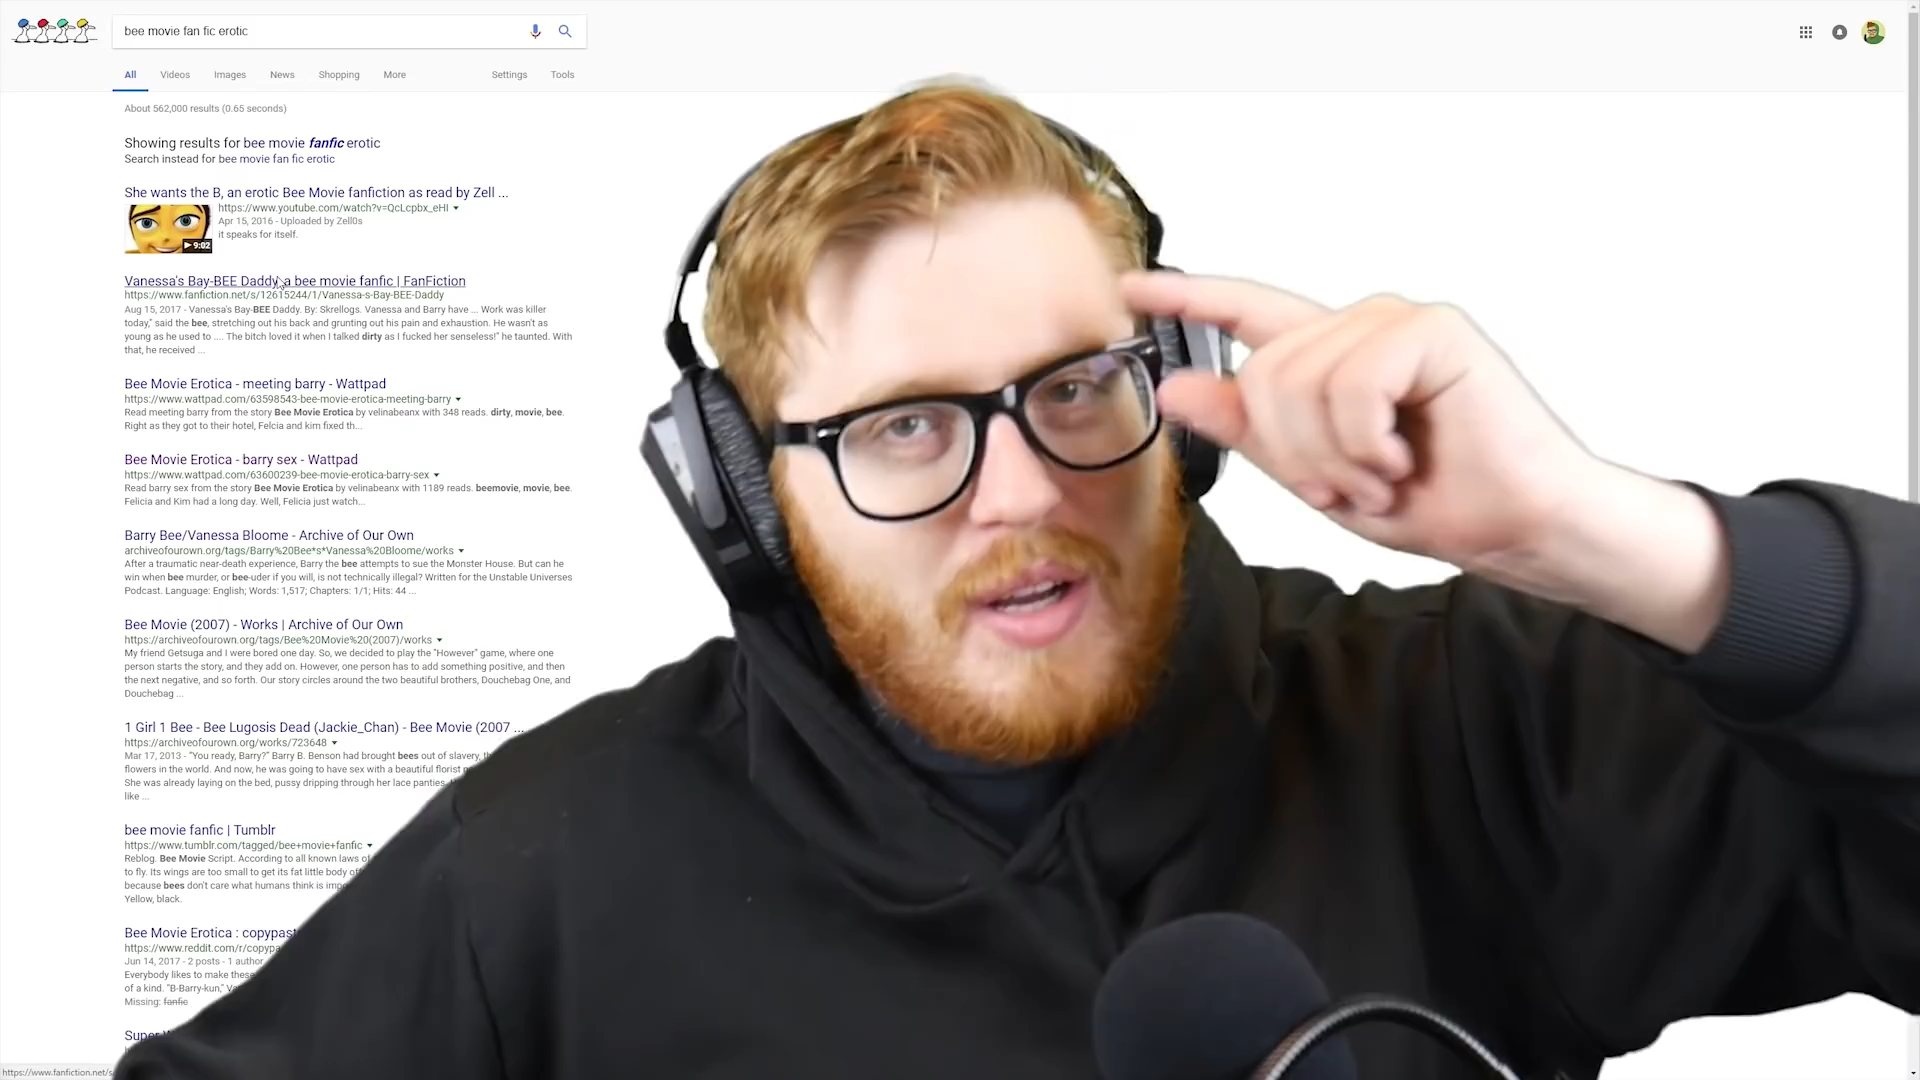 bee movie fan fic erotic
All Videos Images News Shopping More Settings Tools
About 562,000 results (0.65 seconds)
Showing results for bee movie fanfic erotic
Search instead for bee movie fan fic erotic
She wants the B, an erotic Bee Movie fanfiction as read by Zell ...
https://www.youtube.com/watch?v=QcLcpbx_eHI
Apr 15, 2016 - Uploaded by Zell0s
it speaks for itself.
9:02
Vanessa's Bay-BEE Daddy, a bee movie fanfic | FanFiction
https://www.fanfiction.net/s/12615244/1/Vanessa-s-Bay-BEE-Daddy
Aug 15, 2017 - Vanessa's Bay-BEE Daddy. By: Skrellogs. Vanessa and Barry have ... Work was killer
today," said the bee, stretching out his back and grunting out his pain and exhaustion. He wasn't as
young as he used to .... The bitch loved it when I talked dirty as I fucked her senseless!" he taunted. With
that, he received ...
Bee Movie Erotica - meeting barry - Wattpad
https://www.wattpad.com/63598543-bee-movie-erotica-meeting-barry
Read meeting barry from the story Bee Movie Erotica by velinabeanx with 348 reads. dirty, movie, bee.
Right as they got to their hotel, Felcia and kim fixed th...
Bee Movie Erotica - barry sex - Wattpad
https://www.wattpad.com/63600239-bee-movie-erotica-barry-sex
Read barry sex from the story Bee Movie Erotica by velinabeanx with 1189 reads. beemovie, movie, bee.
Felicia and Kim had a long day. Well, Felicia just watch...
Barry Bee/Vanessa Bloome - Archive of Our Own
archiveofourown.org/tags/Barry%20Bee*s*Vanessa%20Bloome/works
After a traumatic near-death experience, Barry the bee attempts to sue the Monster House. But can he
win when bee murder, or bee-uder if you will, is not technically illegal? Written for the Unstable Universes
Podcast. Language: English; Words: 1,517; Chapters: 1/1; Hits: 44 ...
Bee Movie (2007) - Works | Archive of Our Own
https://archiveofourown.org/tags/Bee%20Movie%20(2007)/works
My friend Getsuga and I were bored one day. So, we decided to play the "However" game, where one
person starts the story, and they add on. However, one person has to add something positive, and then
the next negative, and so forth. Our story circles around the two beautiful brothers, Douchebag One, and
Douchebag ...
1 Girl 1 Bee - Bee Lugosis Dead (Jackie_Chan) - Bee Movie (2007 ...
https://archiveofourown.org/works/723648
Mar 17, 2013 - "You ready, Barry?" Barry B. Benson had brought bees out of slavery,
flowers in the world. And now, he was going to have sex with a beautiful florist
She was already laying on the bed, pussy dripping through her lace panties,
like ...
bee movie fanfic | Tumblr
https://www.tumblr.com/tagged/bee+movie+fanfic
Reblog. Bee Movie Script. According to all known laws of
to fly. Its wings are too small to get its fat little body
because bees don't care what humans think is
Yellow, black.
Bee Movie Erotica : copypast
https://www.reddit.com/r/copypa
Jun 14, 2017 - 2 posts - 1 author
Everybody likes to make these
of a kind. "B-Barry-kun,"
Missing: fanfic
Super
https://www.fanfiction.net/s